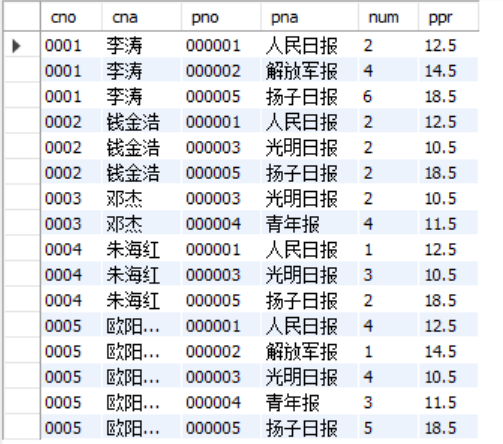 cno cna pno pna num ppr
0001 李涛 000001 人民日报 2 12.5
0001 李涛 000002 解放军报 4 14.5
0001 李涛 000005 扬子日报 6 18.5
0002 钱金浩 000001 人民日报 2 12.5
0002 钱金浩 000003 光明日报 2 10.5
0002 钱金浩 000005 扬子日报 2 18.5
0003 邓杰 000003 光明日报 2 10.5
0003 邓杰 000004 青年报 4 11.5
0004 朱海红 000001 人民日报 1 12.5
0004 朱海红 000003 光明日报 3 10.5
0004 朱海红 000005 扬子日报 2 18.5
0005 欧阳... 000001 人民日报 4 12.5
0005 欧阳... 000002 解放军报 1 14.5
0005 欧阳... 000003 光明日报 4 10.5
0005 欧阳... 000004 青年报 3 11.5
0005 欧阳... 000005 扬子日报 5 18.5